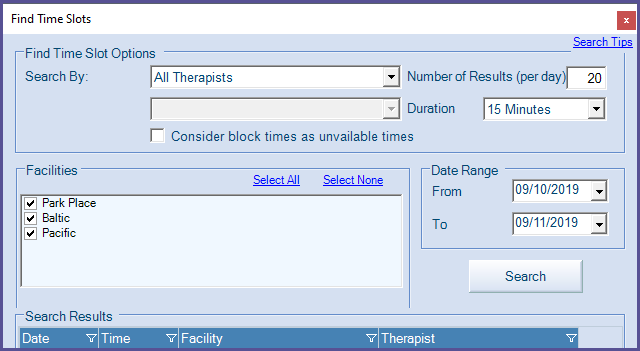 Find Time Slots
x
Search Tips
Find Time Slot Options
Search By: All Therapists Number of Results (per day) 20
Duration 15 Minutes
Consider block times as unvailable times
Facilities
Select All Select None
Park Place
Baltic
Pacific
Date Range
From 09/10/2019
To 09/11/2019
Search
Search Results
Date Time Facility Therapist